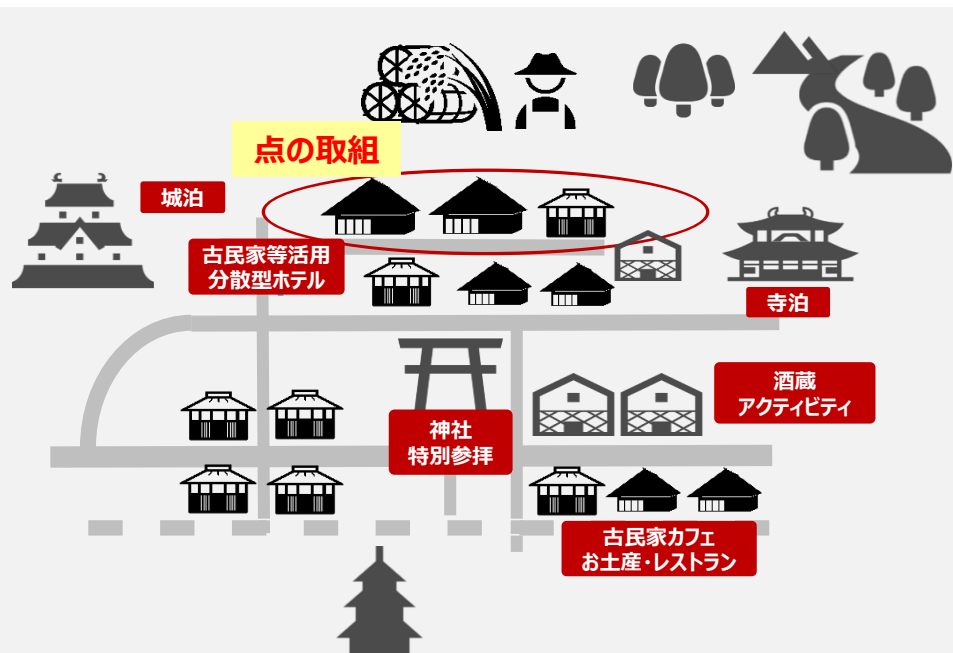 点の取組
城泊
古民家等活用
分散型ホテル
寺泊
酒蔵
アクティビティ
神社
特別参拝
古民家カフェ
お土産・レストラン